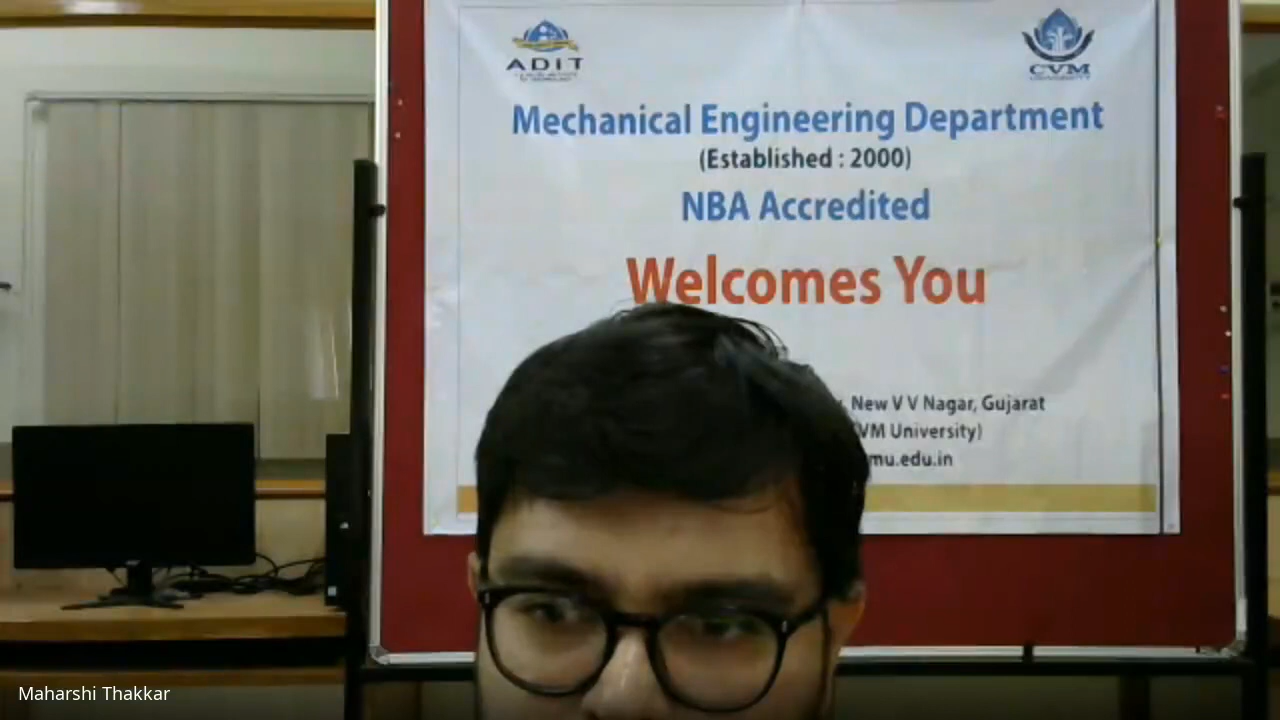 ADIT
CVM
UNIVERSITY
Mechanical Engineering Department
(Established : 2000)
NBA Accredited
Welcomes You
New V V Nagar, Gujarat
VM University)
mu.edu.in
Maharshi Thakkar